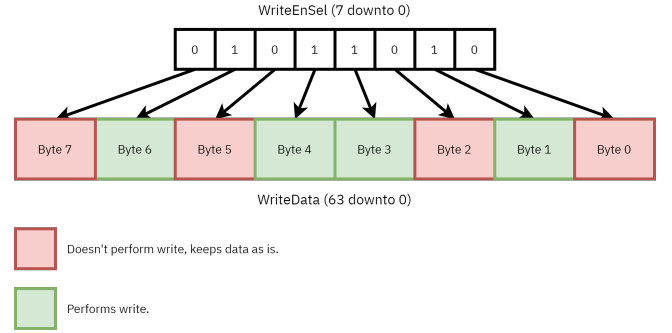 WriteEnSel (7 downto 0)
0 1 0 1 1 0 1 0
Byte 7 Byte 6 Byte 5 Byte 4 Byte 3 Byte 2 Byte 1 Byte 0
WriteData (63 downto 0)
Doesn't perform write, keeps data as is.
Performs write.